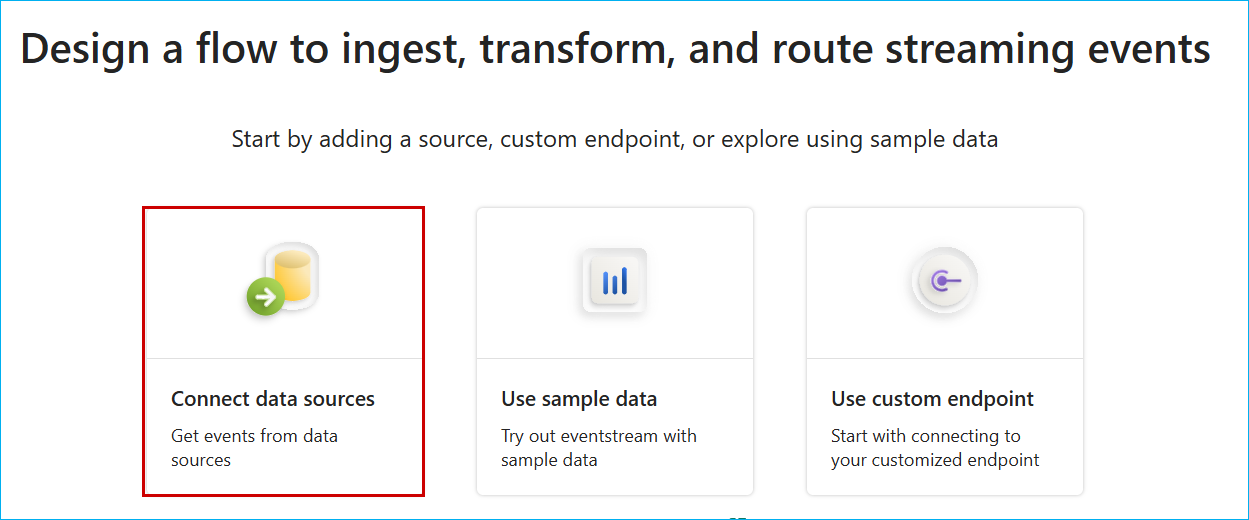 Design a flow to ingest, transform, and route streaming events
Start by adding a source, custom endpoint, or explore using sample data
Connect data sources
Get events from data
sources
Use sample data
Try out eventstream with
sample data
Use custom endpoint
Start with connecting to
your customized endpoint